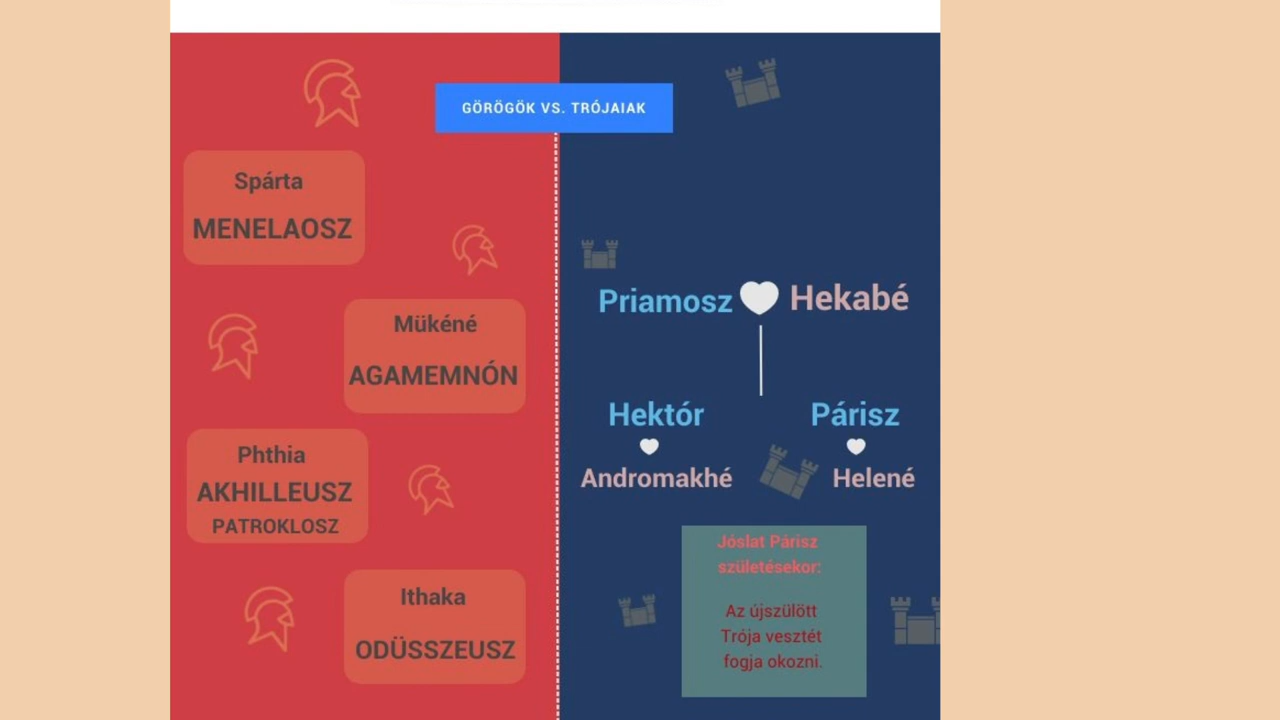 GÖRÖGÖK VS. TRÓJAIAK
Spárta
MENELAOSZ
Mükéné
AGAMEMNÓN
Phthia
AKHILLEUSZ
PATROKLOSZ
Ithaka
ODÜSSZEUSZ
Priamosz Hekabé
Hektór Párisz
Andromakhé Helené
Jóslat Párisz
születésekor:
Az újszülött
Trója vesztét
fogja okozni.